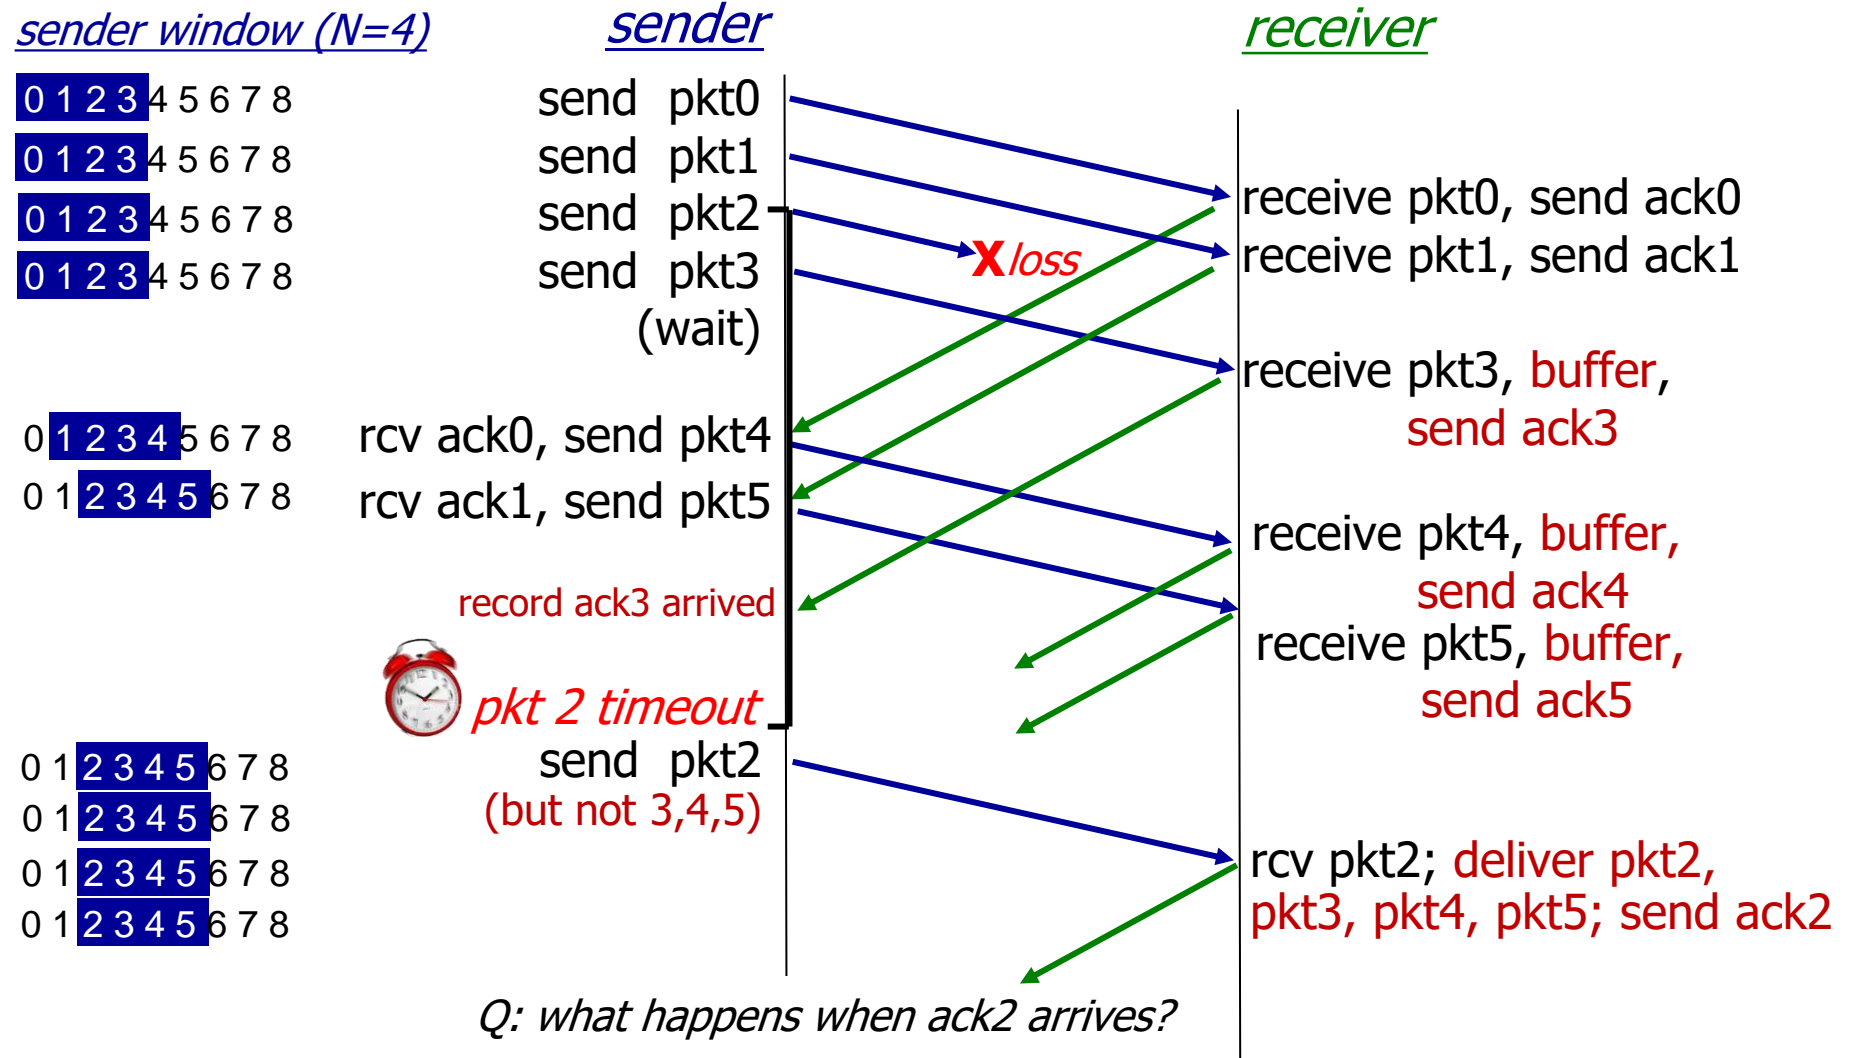 sender window (N=4)
sender
receiver
0 1 2 3 4 5 6 7 8
send pkt0
0 1 2 3 4 5 6 7 8
send pkt1
receive pkt0, send ack0
0 1 2 3 4 5 6 7 8
send pkt2
X loss
receive pkt1, send ack1
0 1 2 3 4 5 6 7 8
send pkt3
(wait)
receive pkt3, buffer,
send ack3
0 1 2 3 4 5 6 7 8
rcv ack0, send pkt4
0 1 2 3 4 5 6 7 8
rcv ack1, send pkt5
receive pkt4, buffer,
send ack4
record ack3 arrived
receive pkt5, buffer,
send ack5
pkt 2 timeout
0 1 2 3 4 5 6 7 8
send pkt2
0 1 2 3 4 5 6 7 8
(but not 3,4,5)
0 1 2 3 4 5 6 7 8
rcv pkt2; deliver pkt2,
0 1 2 3 4 5 6 7 8
pkt3, pkt4, pkt5; send ack2
Q: what happens when ack2 arrives?